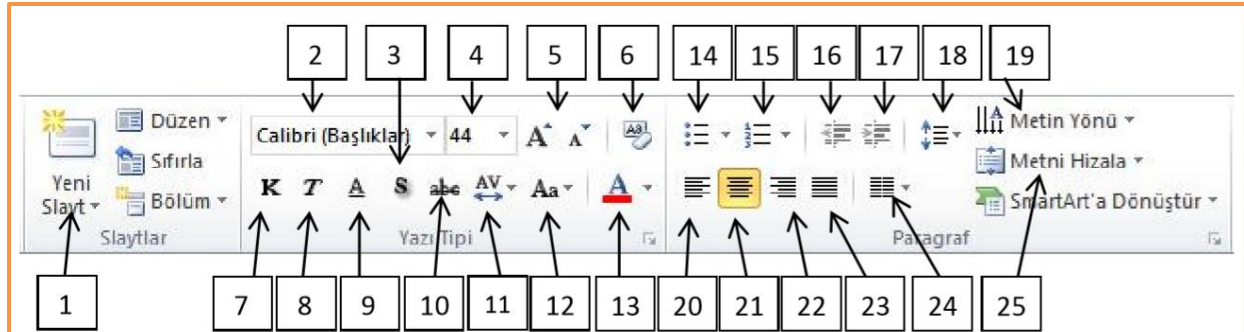 2 3 4 5 6 14 15 16 17 18 19
Düzen Calibri (Başlıklar) 44 A A Metin Yönü
Sıfırla Metni Hizala
Yeni
Slayt Bölüm K T A S abc AV Aa A SmartArt'a Dönüştür
Slaytlar Yazı Tipi Paragraf
1 7 8 9 10 11 12 13 20 21 22 23 24 25